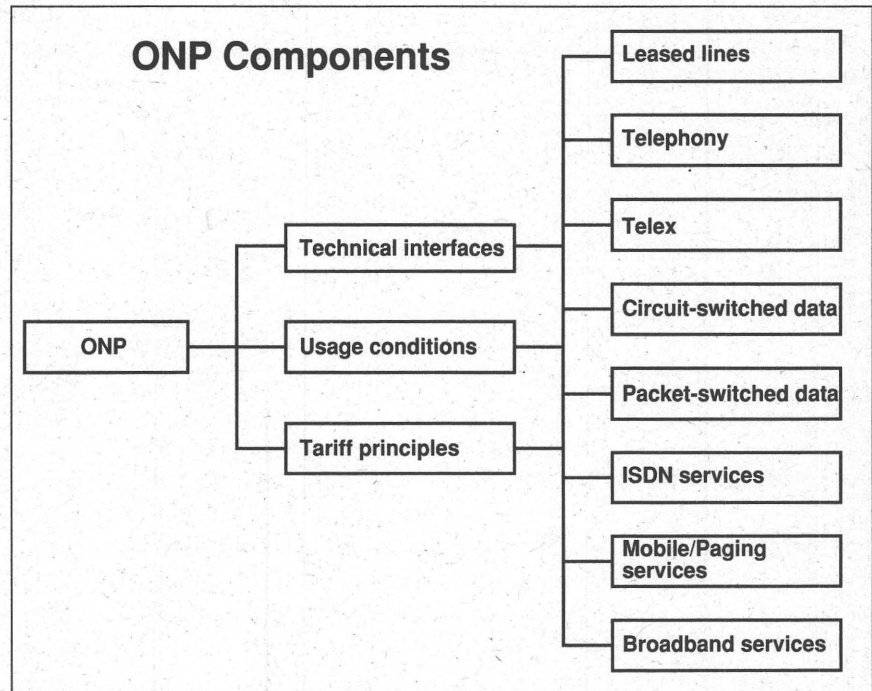 ONP Components
ONP
Technical interfaces
Usage conditions
Tariff principles
Leased lines
Telephony
Telex
Circuit-switched data
Packet-switched data
ISDN services
Mobile/Paging
services
Broadband services